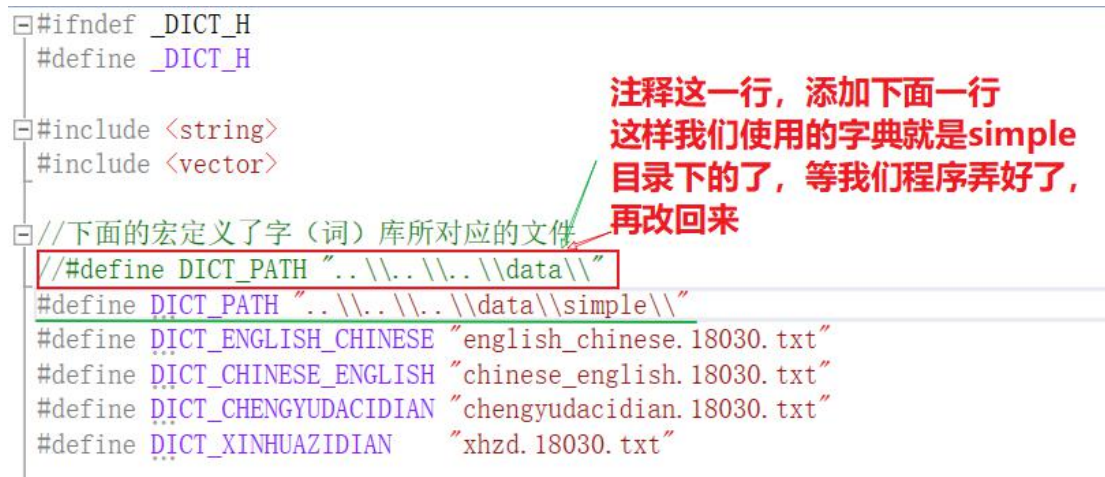 #ifndef _DICT_H
#define _DICT_H
注释这一行，添加下面一行
这样我们使用的字典就是simple
目录下的了，等我们程序弄好了，
再改回来
#include <string>
#include <vector>
//下面的宏定义了字（词）库所对应的文件
//#define DICT_PATH "..\\..\\..\\data\\"
#define DICT_PATH "..\\..\\..\\data\\simple\\"
#define DICT_ENGLISH_CHINESE "english_chinese.18030.txt"
#define DICT_CHINESE_ENGLISH "chinese_english.18030.txt"
#define DICT_CHENGYUDACIDIAN "chengyudacidian.18030.txt"
#define DICT_XINHUAZIDIAN    "xhzd.18030.txt"